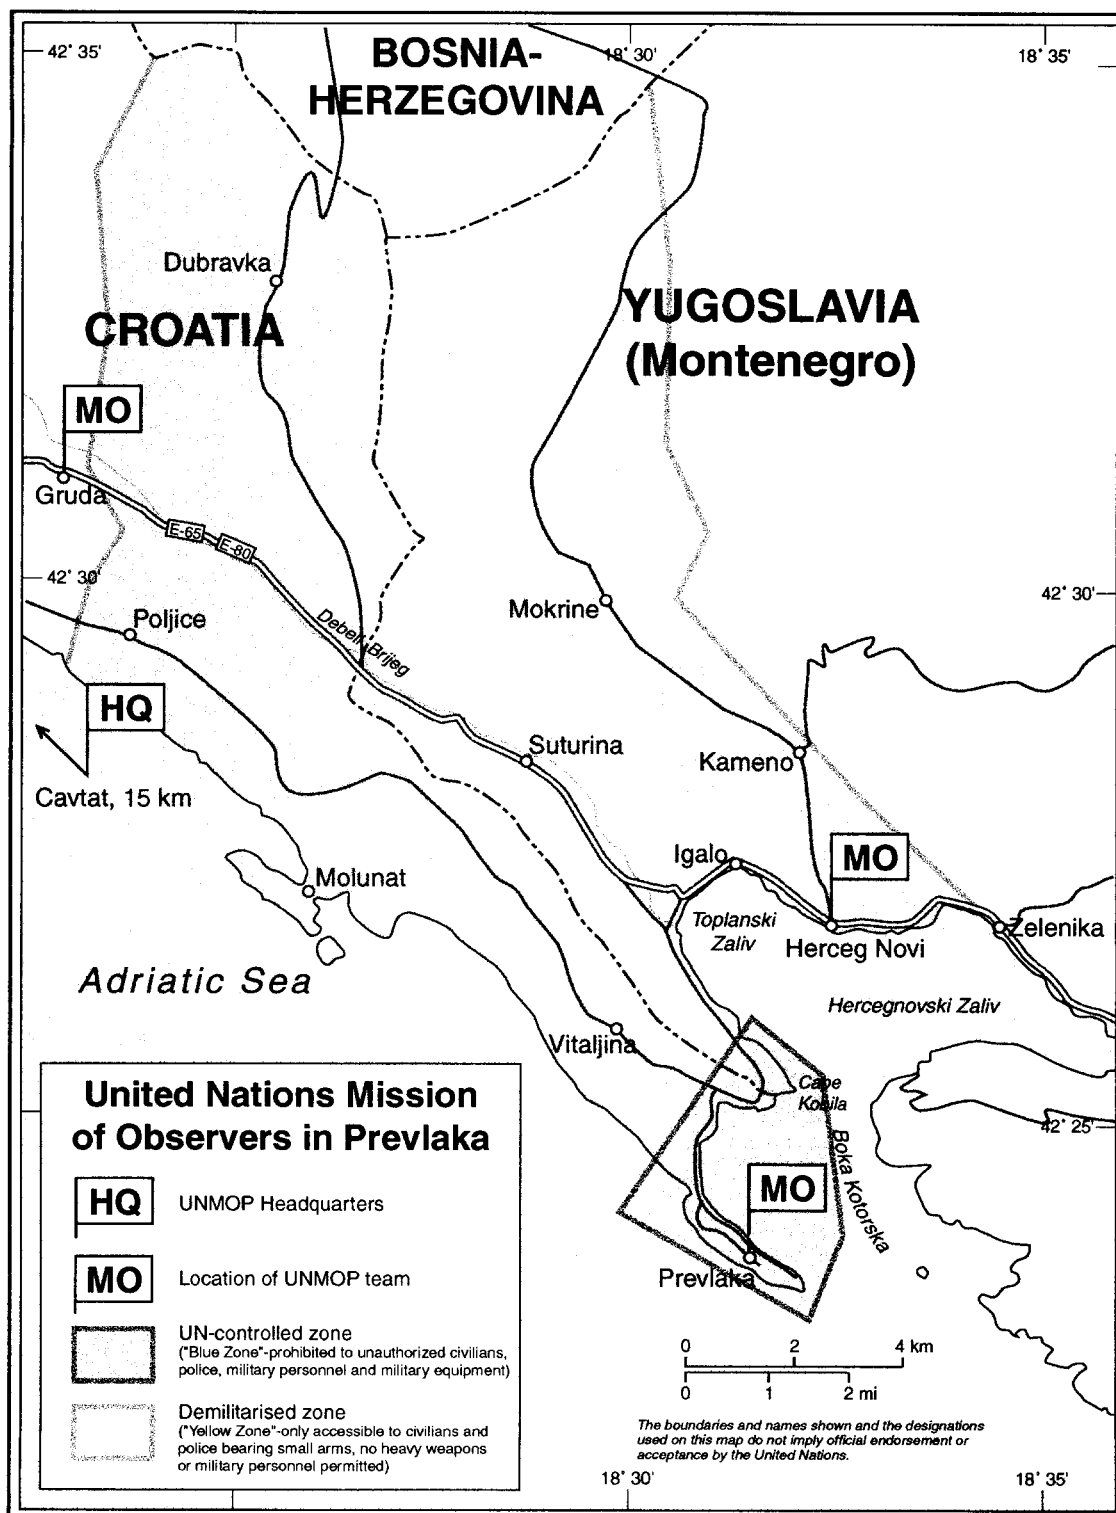 42° 35'
BOSNIA-
HERZEGOVINA
18° 30'
18° 35'
Dubravka
CROATIA
YUGOSLAVIA
(Montenegro)
MO
Gruda
E-65
E-80
42° 30'
42° 30'
Poljice
Debeli Brijeg
Mokrine
HQ
Cavtat, 15 km
Suturina
Kameno
Igalo
MO
Molunat
Toplanski
Zaliv
Herceg Novi
Zelenika
Adriatic Sea
Hercegnovski Zaliv
Vitaljina
Cape
Kobila
42° 25'
Boka Kotorska
MO
Prevlaka
United Nations Mission
of Observers in Prevlaka
HQ
UNMOP Headquarters
MO
Location of UNMOP team
UN-controlled zone
("Blue Zone"-prohibited to unauthorized civilians,
police, military personnel and military equipment)
Demilitarised zone
("Yellow Zone"-only accessible to civilians and
police bearing small arms, no heavy weapons
or military personnel permitted)
0 2 4 km
0 1 2 mi
The boundaries and names shown and the designations
used on this map do not imply official endorsement or
acceptance by the United Nations.
18° 30'
18° 35'